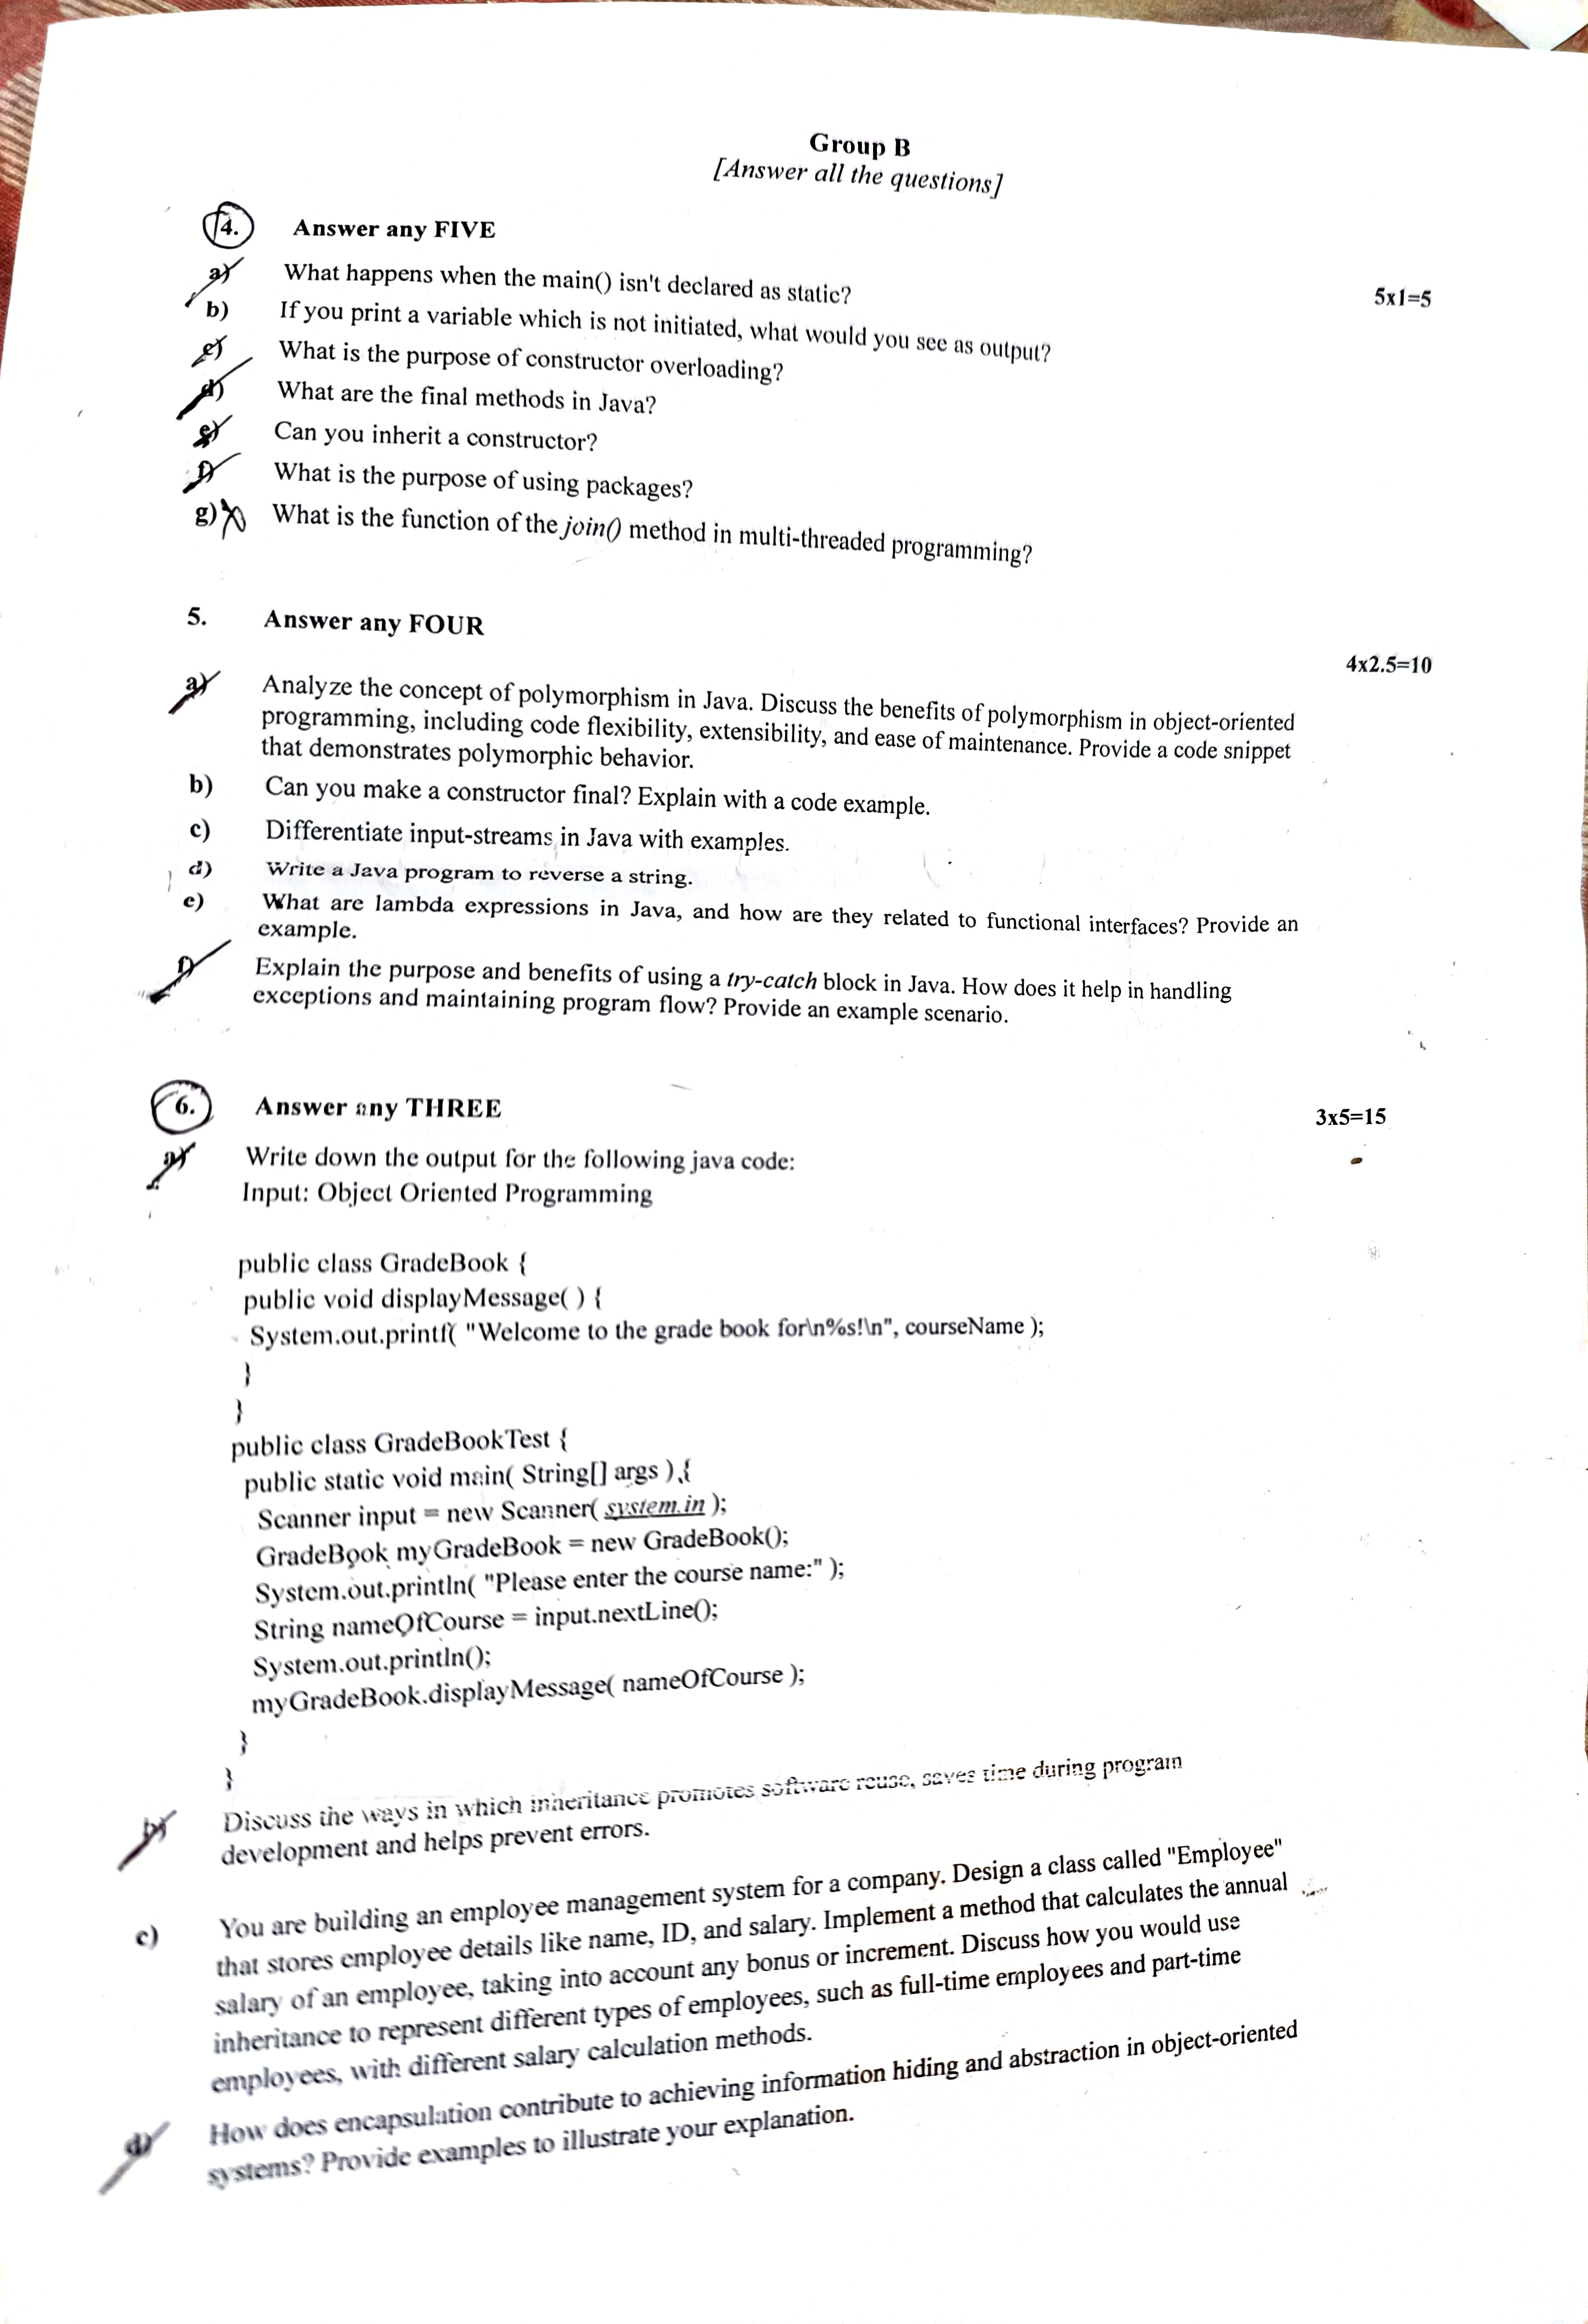 Group B
[Answer all the questions]
4. Answer any FIVE
5x1=5
a) What happens when the main() isn't declared as static?
b) If you print a variable which is not initiated, what would you see as output?
c) What is the purpose of constructor overloading?
d) What are the final methods in Java?
e) Can you inherit a constructor?
f) What is the purpose of using packages?
g) What is the function of the join() method in multi-threaded programming?
5. Answer any FOUR
4x2.5=10
a) Analyze the concept of polymorphism in Java. Discuss the benefits of polymorphism in object-oriented
programming, including code flexibility, extensibility, and ease of maintenance. Provide a code snippet
that demonstrates polymorphic behavior.
b) Can you make a constructor final? Explain with a code example.
c) Differentiate input-streams in Java with examples.
d) Write a Java program to reverse a string.
e) What are lambda expressions in Java, and how are they related to functional interfaces? Provide an
example.
f) Explain the purpose and benefits of using a try-catch block in Java. How does it help in handling
exceptions and maintaining program flow? Provide an example scenario.
6. Answer any THREE
3x5=15
a) Write down the output for the following java code:
Input: Object Oriented Programming
public class GradeBook {
public void displayMessage( ) {
System.out.printf( "Welcome to the grade book for\n%s!\n", courseName );
}
}
public class GradeBookTest {
public static void main( String[] args ) {
Scanner input = new Scanner( system.in );
GradeBook myGradeBook = new GradeBook();
System.out.println( "Please enter the course name:" );
String nameOfCourse = input.nextLine();
System.out.println();
myGradeBook.displayMessage( nameOfCourse );
}
}
b) Discuss the ways in which inheritance promotes software reuse, saves time during program
development and helps prevent errors.
c) You are building an employee management system for a company. Design a class called "Employee"
that stores employee details like name, ID, and salary. Implement a method that calculates the annual
salary of an employee, taking into account any bonus or increment. Discuss how you would use
inheritance to represent different types of employees, such as full-time employees and part-time
employees, with different salary calculation methods.
d) How does encapsulation contribute to achieving information hiding and abstraction in object-oriented
systems? Provide examples to illustrate your explanation.